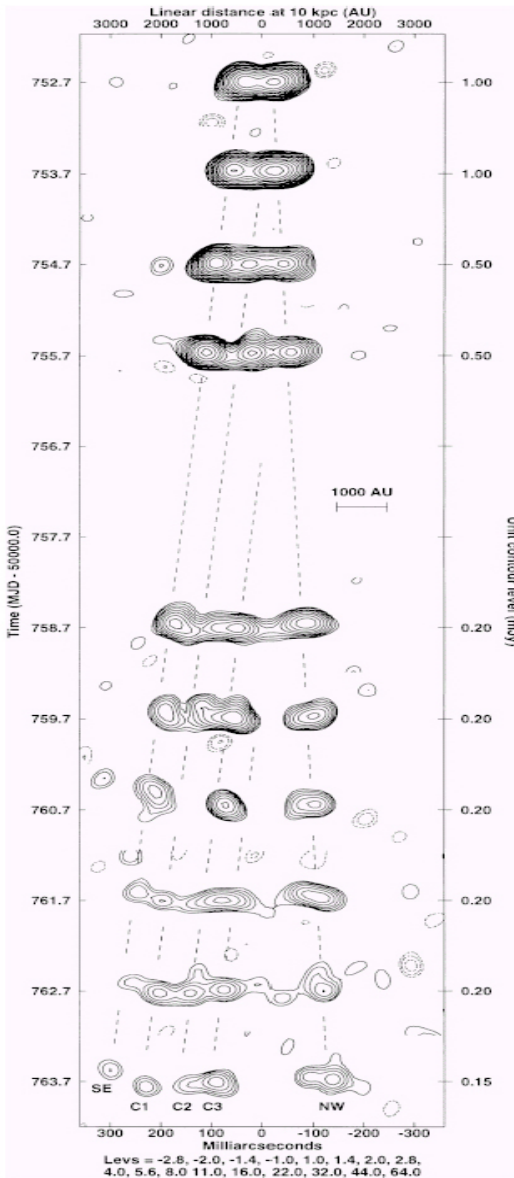 Linear distance at 10 kpc (AU)
3000 2000 1000 0 1000 2000 3000
752.7 1.00
753.7 1.00
754.7 0.50
755.7 0.50
756.7
1000 AU
757.7
Time (MJD - 50000.0)
Unit contour level (mJy)
758.7 0.20
759.7 0.20
760.7 0.20
761.7 0.20
762.7 0.20
763.7 0.15
SE C1 C2 C3 NW
300 200 100 0 -100 -200 -300
Milliarcseconds
Levs = -2.8, -2.0, -1.4, -1.0, 1.0, 1.4, 2.0, 2.8,
4.0, 5.6, 8.0 11.0, 16.0, 22.0, 32.0, 44.0, 64.0,